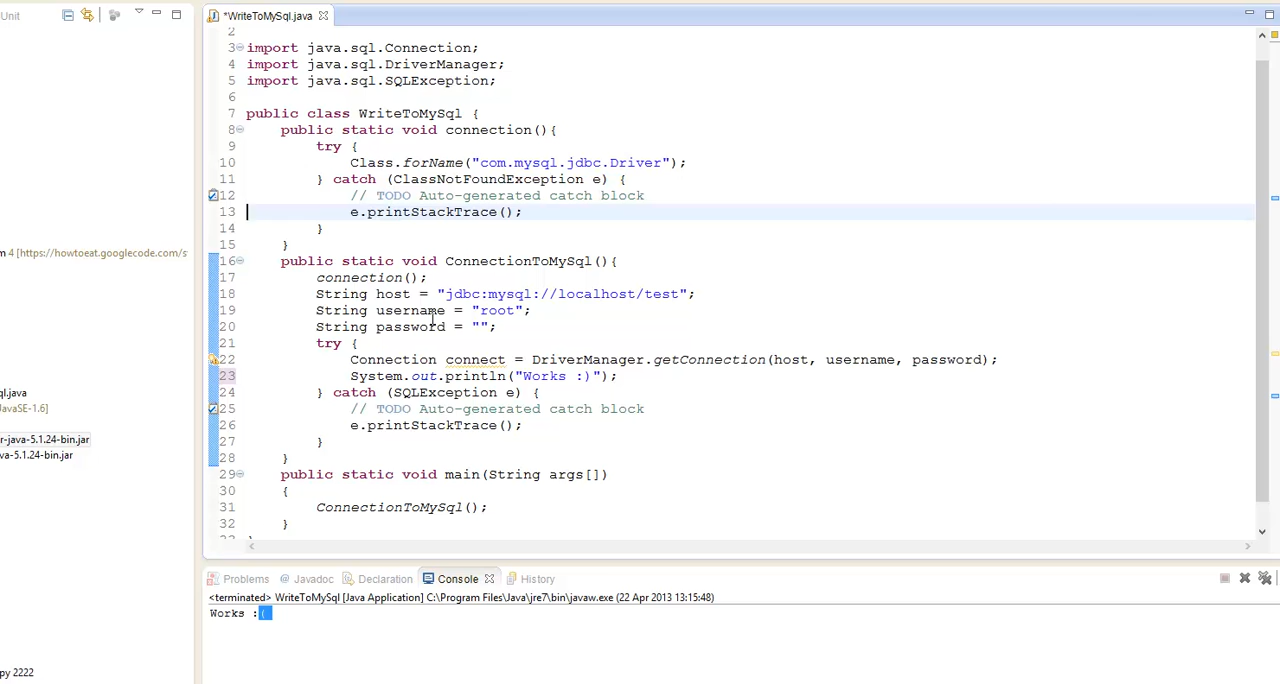 Unit
*WriteToMySql.java
2
3 import java.sql.Connection;
4 import java.sql.DriverManager;
5 import java.sql.SQLException;
6
7 public class WriteToMySql {
8 public static void connection(){
9 try {
10 Class.forName("com.mysql.jdbc.Driver");
11 } catch (ClassNotFoundException e) {
12 // TODO Auto-generated catch block
13 e.printStackTrace();
14 }
15 }
16 public static void ConnectionToMySql(){
17 connection();
18 String host = "jdbc:mysql://localhost/test";
19 String username = "root";
20 String password = "";
21 try {
22 Connection connect = DriverManager.getConnection(host, username, password);
23 System.out.println("Works :)");
24 } catch (SQLException e) {
25 // TODO Auto-generated catch block
26 e.printStackTrace();
27 }
28 }
29 public static void main(String args[])
30 {
31 ConnectionToMySql();
32 }
33 }
m 4 [https://howtoeat.googlecode.com/s
ql.java
avaSE-1.6]
r-java-5.1.24-bin.jar
va-5.1.24-bin.jar
py 2222
Problems @ Javadoc Declaration Console History
<terminated> WriteToMySql [Java Application] C:\Program Files\Java\jre7\bin\javaw.exe (22 Apr 2013 13:15:48)
Works :(